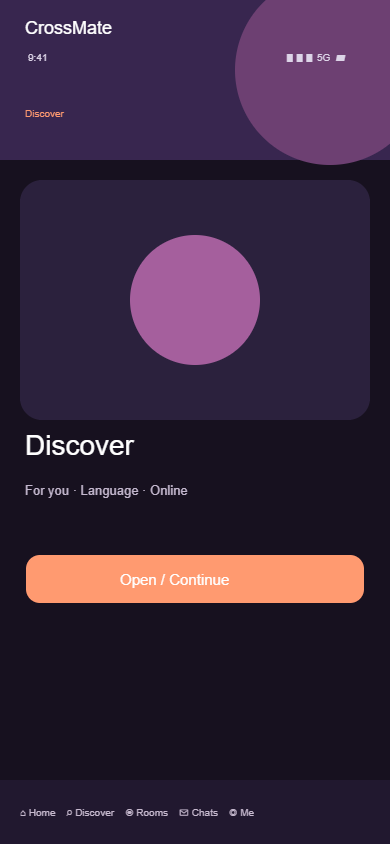 CrossMate
9:41 5G
Discover
Discover
For you · Language · Online
Open / Continue
Home Discover Rooms Chats Me